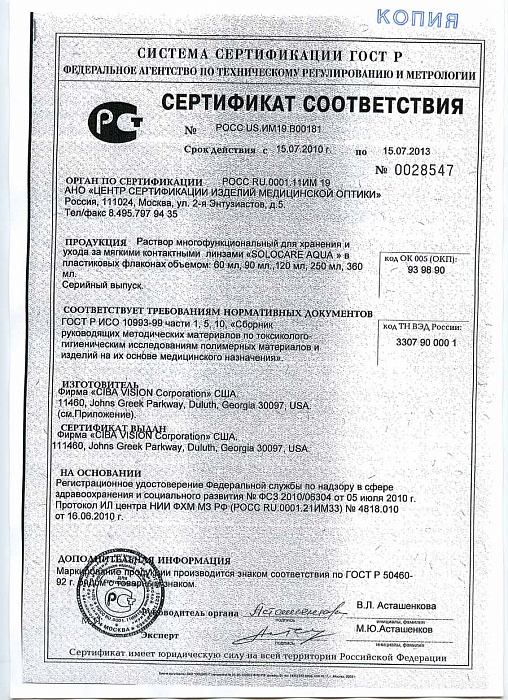 КОПИЯ
СИСТЕМА СЕРТИФИКАЦИИ ГОСТ Р
ФЕДЕРАЛЬНОЕ АГЕНТСТВО ПО ТЕХНИЧЕСКОМУ РЕГУЛИРОВАНИЮ И МЕТРОЛОГИИ
СЕРТИФИКАТ СООТВЕТСТВИЯ
№ РОСС US.ИМ19.В00181
Срок действия с 15.07.2010 г. по 15.07.2013
№ 0028547
ОРГАН ПО СЕРТИФИКАЦИИ РОСС RU.0001.11ИМ 19
АНО «ЦЕНТР СЕРТИФИКАЦИИ ИЗДЕЛИЙ МЕДИЦИНСКОЙ ОПТИКИ»
Россия, 111024, Москва, ул. 2-я Энтузиастов, д.5.
Тел/факс 8.495.797 94 35
ПРОДУКЦИЯ Раствор многофункциональный для хранения и
ухода за мягкими контактными линзами «SOLOCARE AQUA » в
пластиковых флаконах объемом: 60 мл, 90 мл.,120 мл, 250 мл, 360
мл.
Серийный выпуск.
код ОК 005 (ОКП):
93 98 90
СООТВЕТСТВУЕТ ТРЕБОВАНИЯМ НОРМАТИВНЫХ ДОКУМЕНТОВ
ГОСТ Р ИСО 10993-99 части 1, 5, 10, «Сборник
руководящих методических материалов по токсиколого-
гигиеническим исследованиям полимерных материалов и
изделий на их основе медицинского назначения».
код ТН ВЭД России:
3307 90 000 1
ИЗГОТОВИТЕЛЬ
Фирма «CIBA VISION Corporation» США.
11460, Johns Greek Parkway, Duluth, Georgia 30097, USA.
(см.Приложение).
СЕРТИФИКАТ ВЫДАН
Фирма «CIBA VISION Corporation» США.
111460, Johns Greek Parkway, Duluth, Georgia 30097, USA.
НА ОСНОВАНИИ
Регистрационное удостоверение Федеральной службы по надзору в сфере
здравоохранения и социального развития № ФСЗ 2010/06304 от 05 июля 2010 г.
Протокол ИЛ центра НИИ ФХМ МЗ РФ (РОСС RU.0001.21ИМ33) № 4818.010
от 16.06.2010 г.
ДОПОЛНИТЕЛЬНАЯ ИНФОРМАЦИЯ
Маркирование продукции производится знаком соответствия по ГОСТ Р 50460-
92 г. рядом с товарным знаком.
Руководитель органа
подпись
В.Л. Асташенкова
инициалы, фамилия
Эксперт
подпись
М.Ю.Асташенков
инициалы, фамилия
МОСКВА
Сертификат имеет юридическую силу на всей территории Российской Федерации